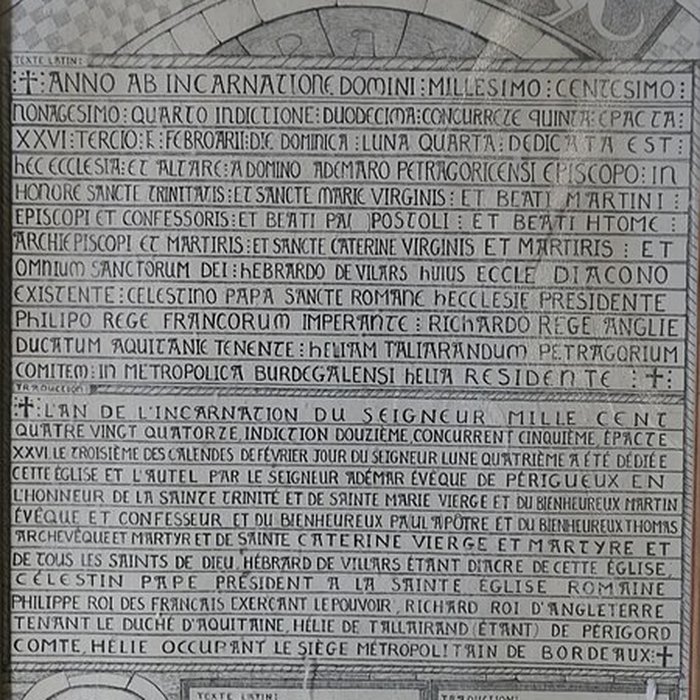 TEXTE LATIN:
:✝:ANNO AB INCARNATIONE DOMINI:MILLESIMO:CENTESIMO:
NONAGESIMO:QUARTO INDICTIONE:DUODECIMA:CONCURRETE QUINTA:EPACTA:
XXVI:TERCIO:K:FEBROARII:DIE DOMINICA:LUNA QUARTA:DEDICATA EST:
HEC ECCLESIA:ET ALTARE:A DOMINO ADEMARO PETRAGORICENSI EPISCOPO:IN
HONORE SANCTE TRINITATIS:ET SANCTE MARIE VIRGINIS:ET BEATI MARTINI:
EPISCOPI ET CONFESSORIS:ET BEATI PAU )POSTOLI:ET BEATI HTOME:
ARCHIEPISCOPI ET MARTIRIS:ET SANCTE CATERINE VIRGINIS ET MARTIRIS:ET
OMNIUM SANCTORUM DEI:HEBRARDO DE VILARS HUIUS ECCLE DIACONO
EXISTENTE:CELESTINO PAPA SANCTE ROMANE HECCLESIE PRESIDENTE
PHILIPO REGE FRANCORUM IMPERANTE:RICHARDO REGE ANGLIE
DUCATUM AQUITANIE TENENTE:HELIAM TALIARANDUM PETRAGORIUM
COMITEM:IN METROPOLICA BURDEGALENSI HELIA RESIDENTE:✝:
TRADUCTION:
:✝:L'AN DE L'INCARNATION DU SEIGNEUR MILLE CENT
QUATRE VINGT QUATORZE, INDICTION DOUZIÈME, CONCURRENT CINQUIÈME, ÉPACTE
XXVI, LE TROISIÈME DES CALENDES DE FÉVRIER JOUR DU SEIGNEUR LUNE QUATRIÈME A ÉTÉ DÉDIÉE
CETTE ÉGLISE ET L'AUTEL PAR LE SEIGNEUR ADÉMAR ÉVÊQUE DE PÉRIGUEUX EN
L'HONNEUR DE LA SAINTE TRINITÉ ET DE SAINTE MARIE VIERGE ET DU BIENHEUREUX MARTIN
ÉVÊQUE ET CONFESSEUR ET DU BIENHEUREUX PAUL APÔTRE ET DU BIENHEUREUX THOMAS
ARCHEVÊQUE ET MARTYR ET DE SAINTE CATERINE VIERGE ET MARTYRE ET
DE TOUS LES SAINTS DE DIEU, HÉBRARD DE VILLARS ÉTANT DIACRE DE CETTE ÉGLISE,
CÉLESTIN PAPE PRÉSIDENT A LA SAINTE ÉGLISE ROMAINE
PHILIPPE ROI DES FRANCAIS EXERÇANT LE POUVOIR, RICHARD ROI D'ANGLETERRE
TENANT LE DUCHÉ D'AQUITAINE, HÉLIE DE TALLAIRAND (ÉTANT) DE PÉRIGORD
COMTE, HÉLIE OCCUPANT LE SIÈGE MÉTROPOLITAIN DE BORDEAUX:✝
TEXTE LATIN:
TRADUCTION: